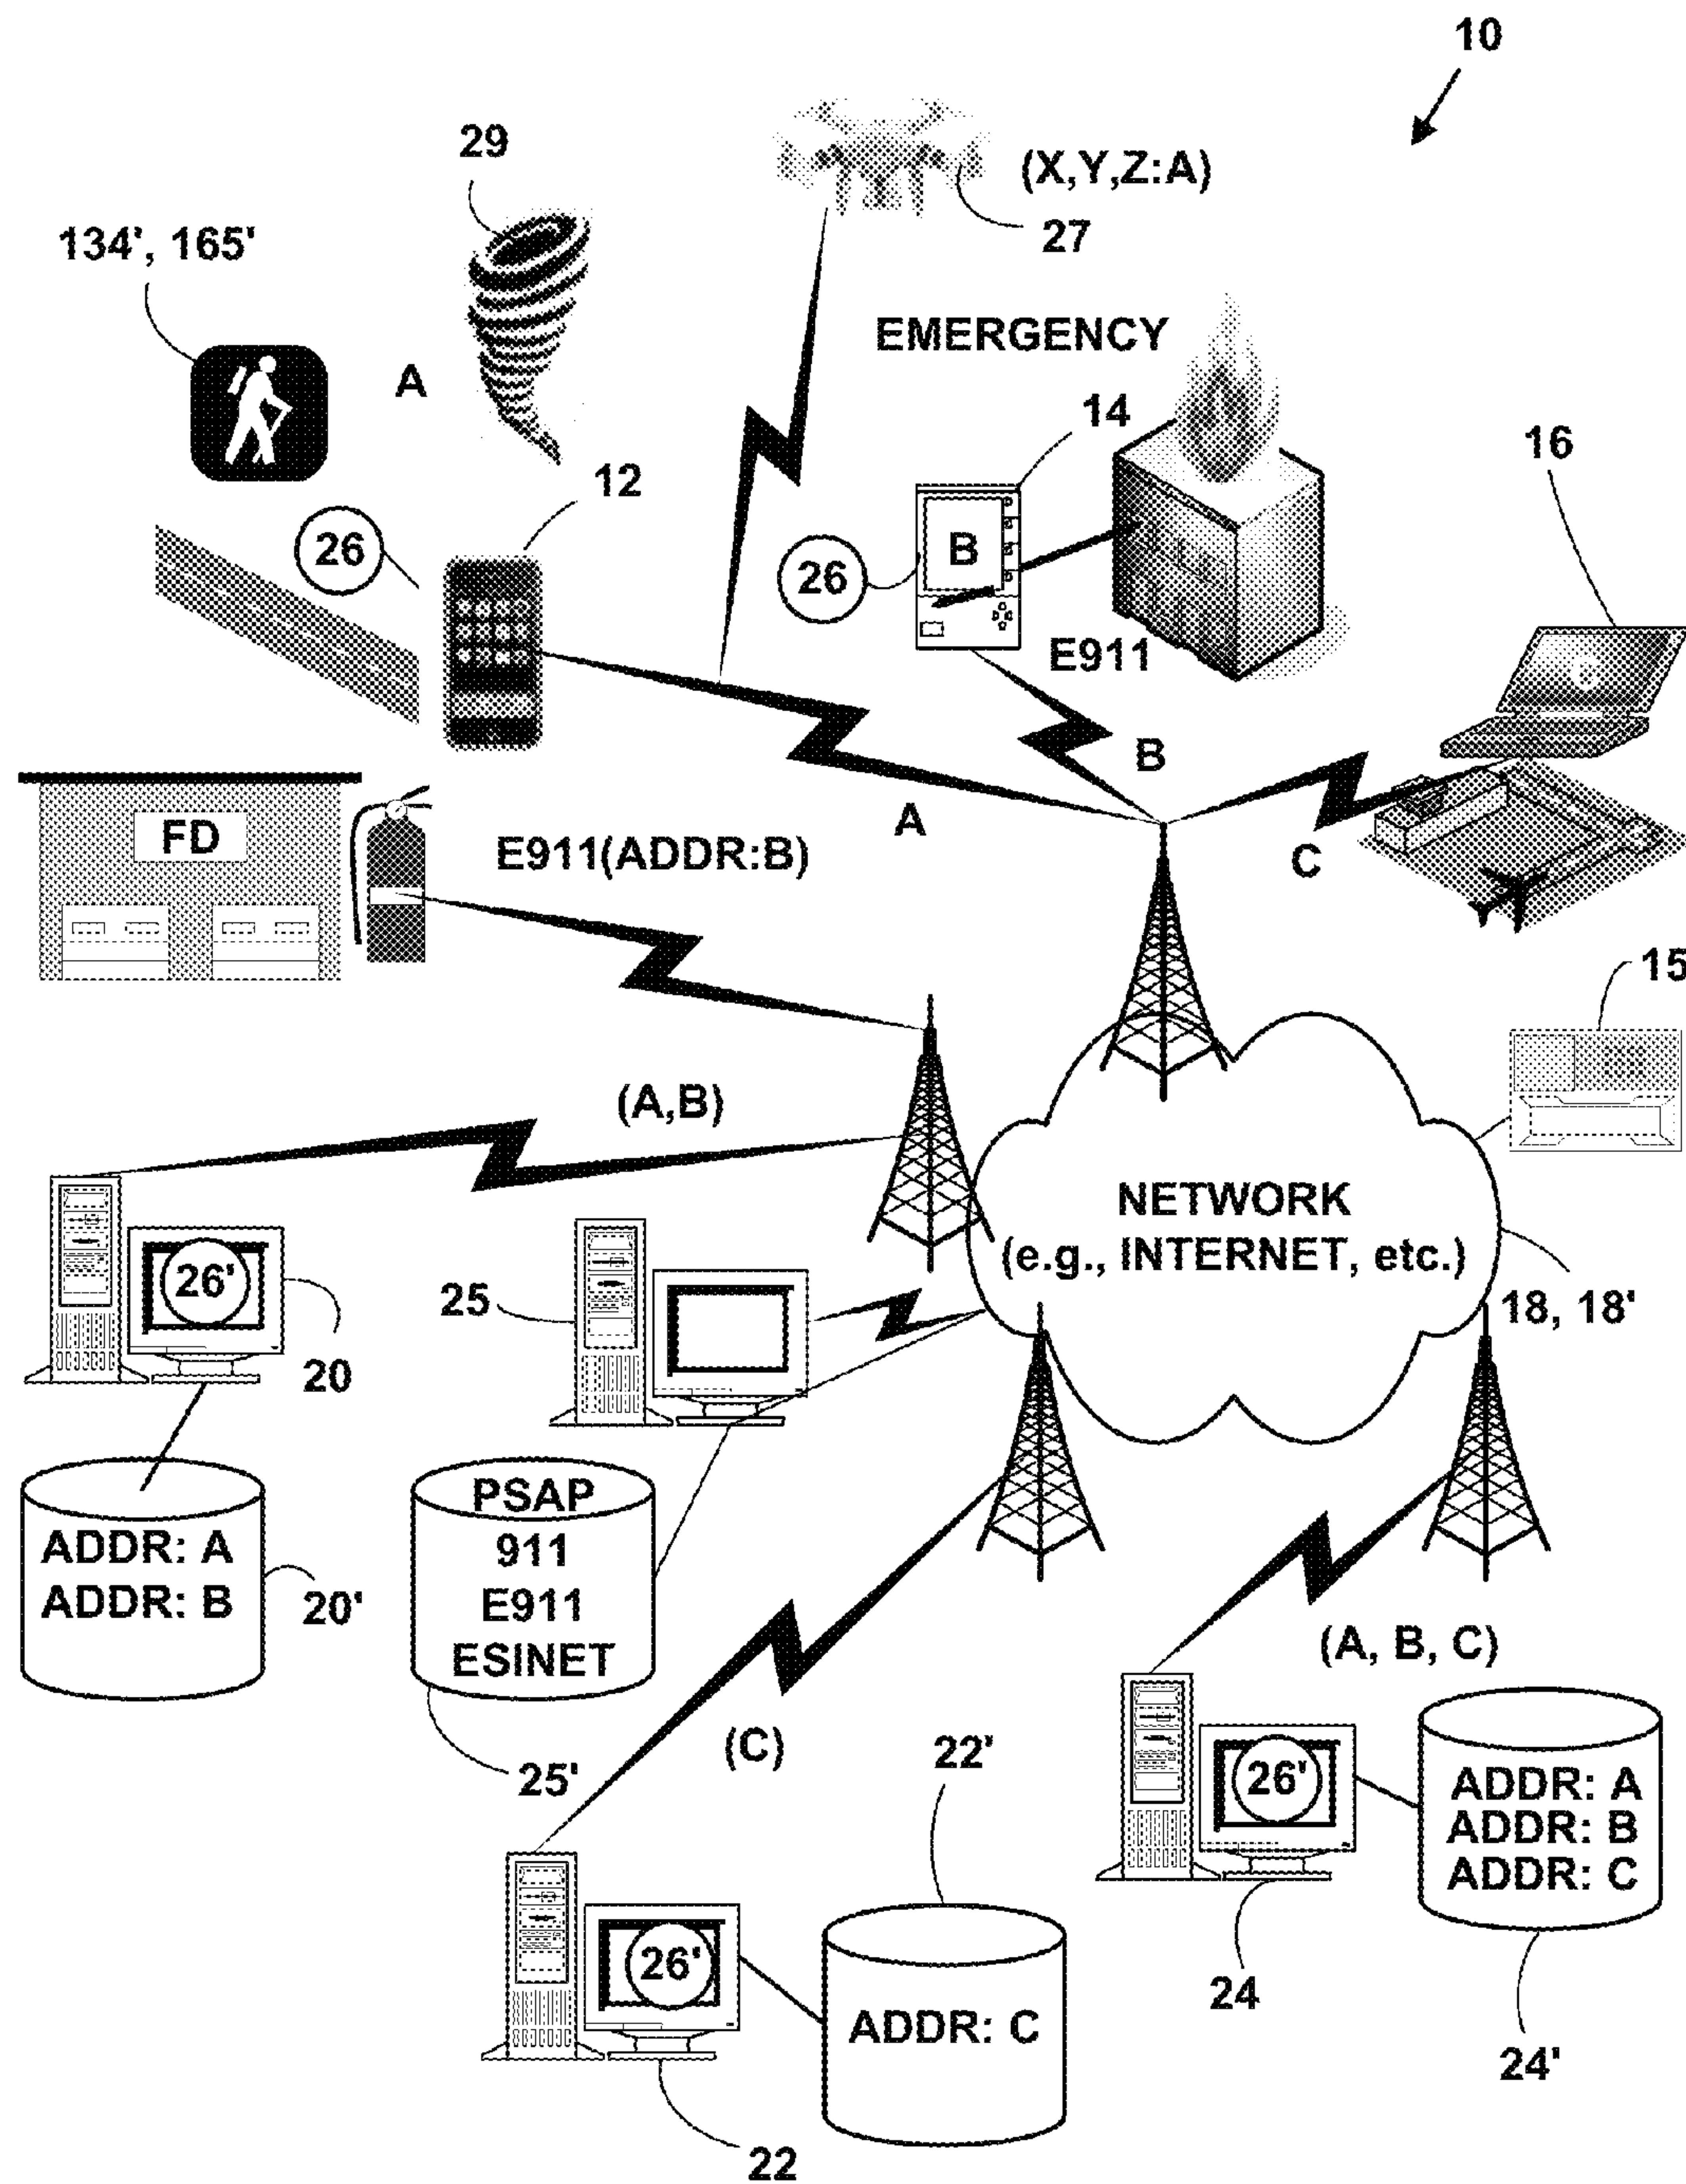 10
29
(X,Y,Z:A)
27
134', 165'
EMERGENCY
A
14
16
12
26
B
26
E911
B
A
C
FD
E911(ADDR:B)
15
(A,B)
NETWORK
(e.g., INTERNET, etc.)
26'
25
18, 18'
20
PSAP
911
E911
ESINET
ADDR: A
ADDR: B
20'
(A, B, C)
(C)
22'
25'
26'
ADDR: A
ADDR: B
ADDR: C
26'
24
ADDR: C
24'
22